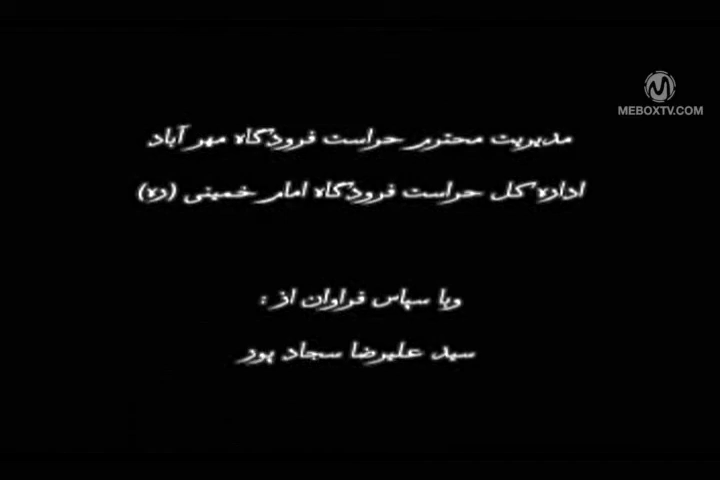 MEBOXTV.COM
مدیریت محترم حراست فرودگاه مهرآباد
اداره کل حراست فرودگاه امام خمینی (ره)
وبا سپاس فراوان از :
سید علیرضا سجاد پور